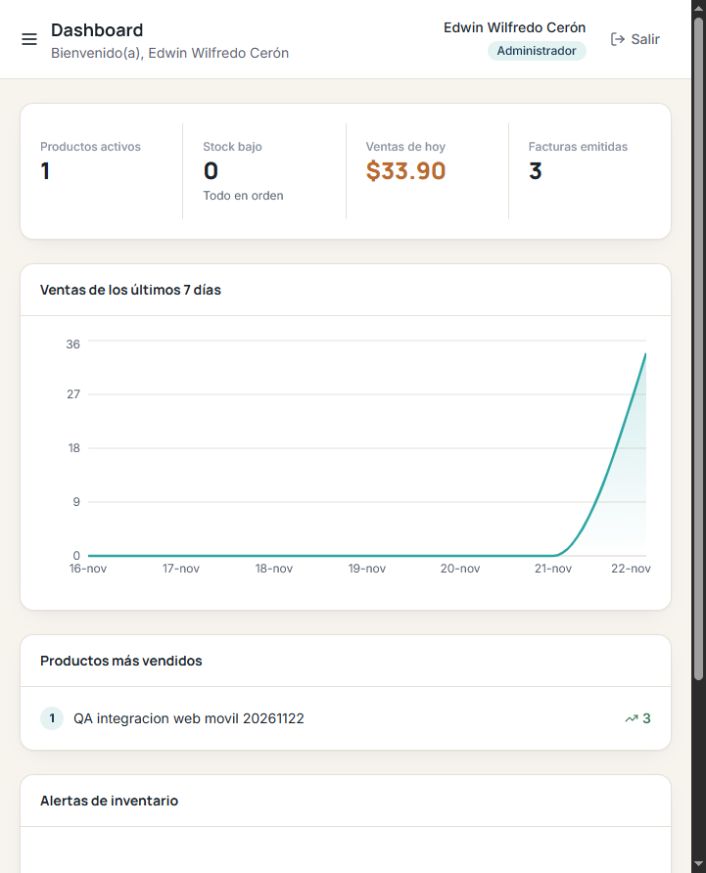 Dashboard
Bienvenido(a), Edwin Wilfredo Cerón
Edwin Wilfredo Cerón
Administrador
Salir
Productos activos
1
Stock bajo
0
Todo en orden
Ventas de hoy
$33.90
Facturas emitidas
3
Ventas de los últimos 7 días
36
27
18
9
0
16-nov 17-nov 18-nov 19-nov 20-nov 21-nov 22-nov
Productos más vendidos
1 QA integracion web movil 20261122 3
Alertas de inventario